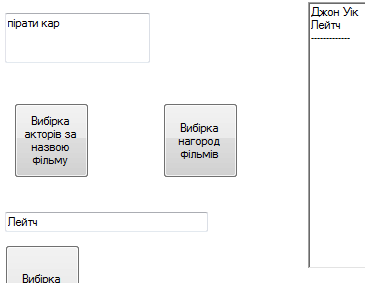 пірати кар
Вибірка
акторів за
назвою
фільму
Вибірка
нагород
фільмів
Лейтч
Вибірка
Джон Уік
Лейтч
-------------